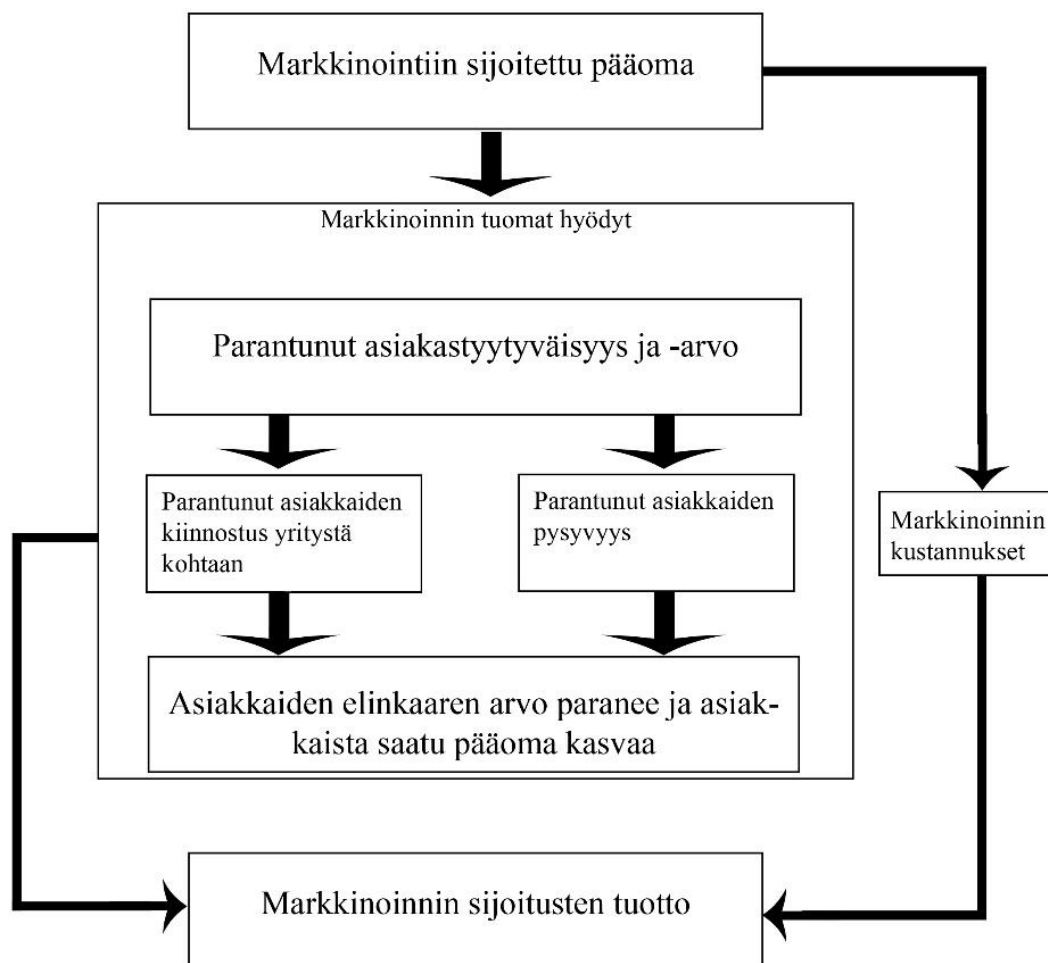 Markkinointiin sijoitettu pääoma
Markkinoinnin tuomat hyödyt
Parantunut asiakastyytyväisyys ja -arvo
Parantunut asiakkaiden
kiinnostus yritystä
kohtaan
Parantunut asiakkaiden
pysyvyys
Markkinoinnin
kustannukset
Asiakkaiden elinkaaren arvo paranee ja asiak-
kaista saatu pääoma kasvaa
Markkinoinnin sijoitusten tuotto